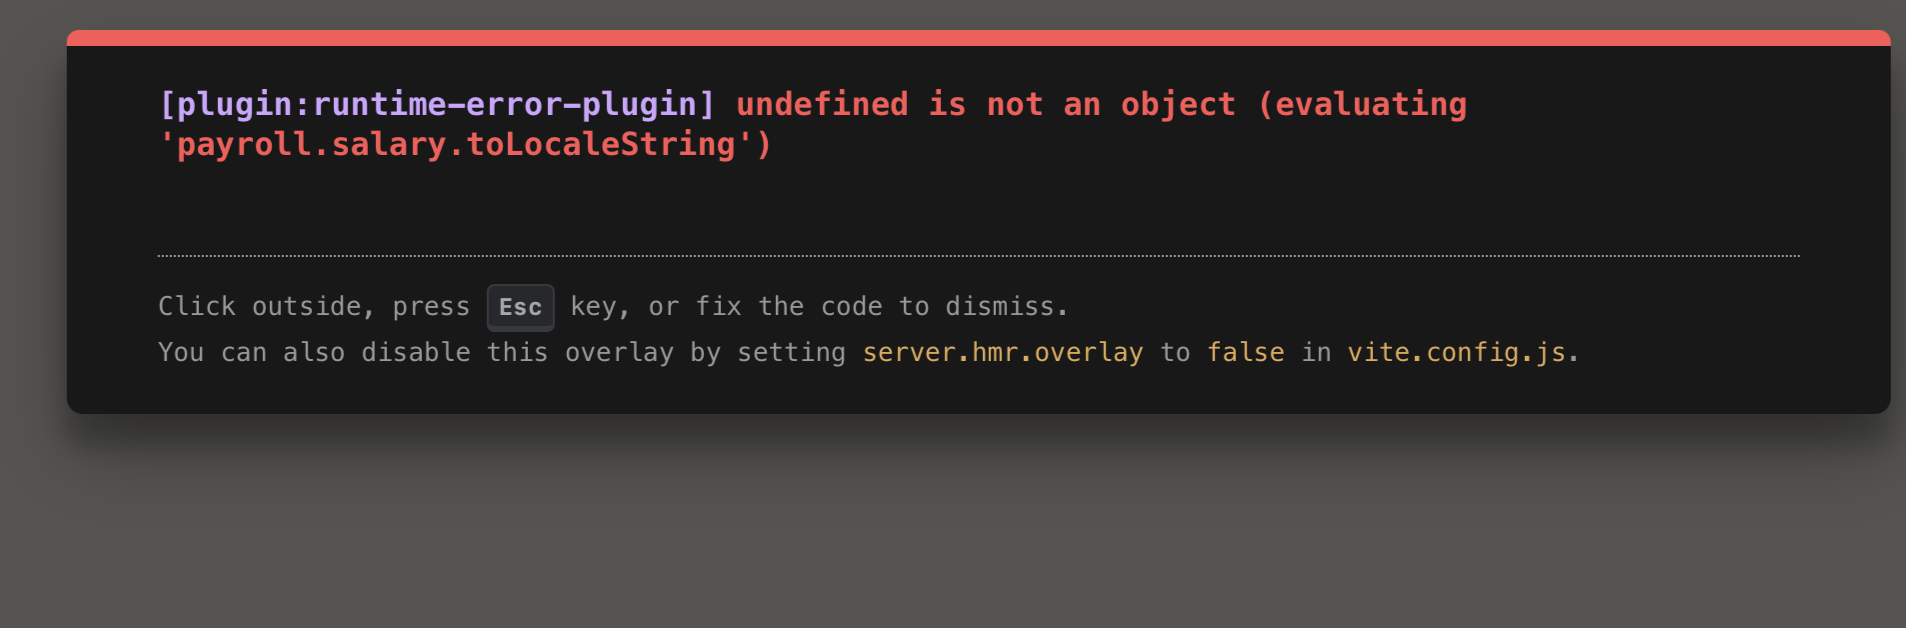 [plugin:runtime-error-plugin] undefined is not an object (evaluating
'payroll.salary.toLocaleString')
Click outside, press Esc key, or fix the code to dismiss.
You can also disable this overlay by setting server.hmr.overlay to false in vite.config.js.